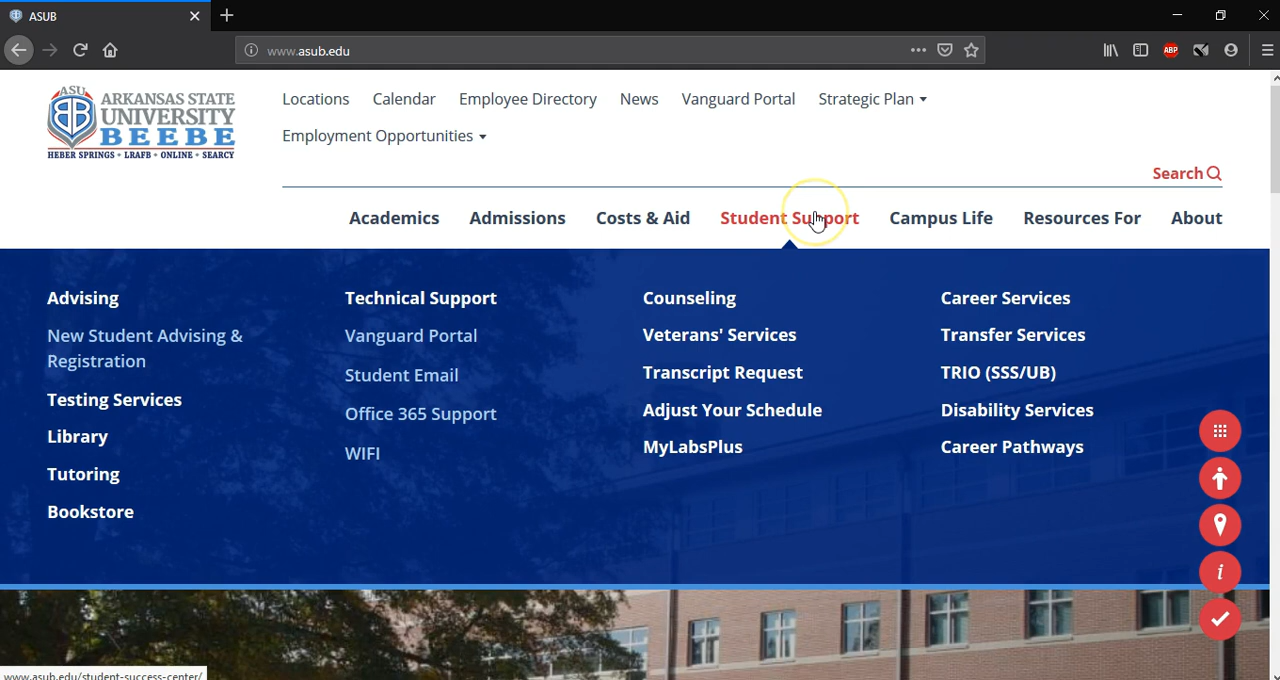 ASUB
www.asub.edu
ABP
ASU
BB
ARKANSAS STATE
UNIVERSITY
BEEBE
HEBER SPRINGS • LRAFB • ONLINE • SEARCY
Locations Calendar Employee Directory News Vanguard Portal Strategic Plan
Employment Opportunities
Search
Academics Admissions Costs & Aid Student Support Campus Life Resources For About
Advising
New Student Advising &
Registration
Testing Services
Library
Tutoring
Bookstore
Technical Support
Vanguard Portal
Student Email
Office 365 Support
WIFI
Counseling
Veterans' Services
Transcript Request
Adjust Your Schedule
MyLabsPlus
Career Services
Transfer Services
TRIO (SSS/UB)
Disability Services
Career Pathways
i
www.asub.edu/student-success-center/